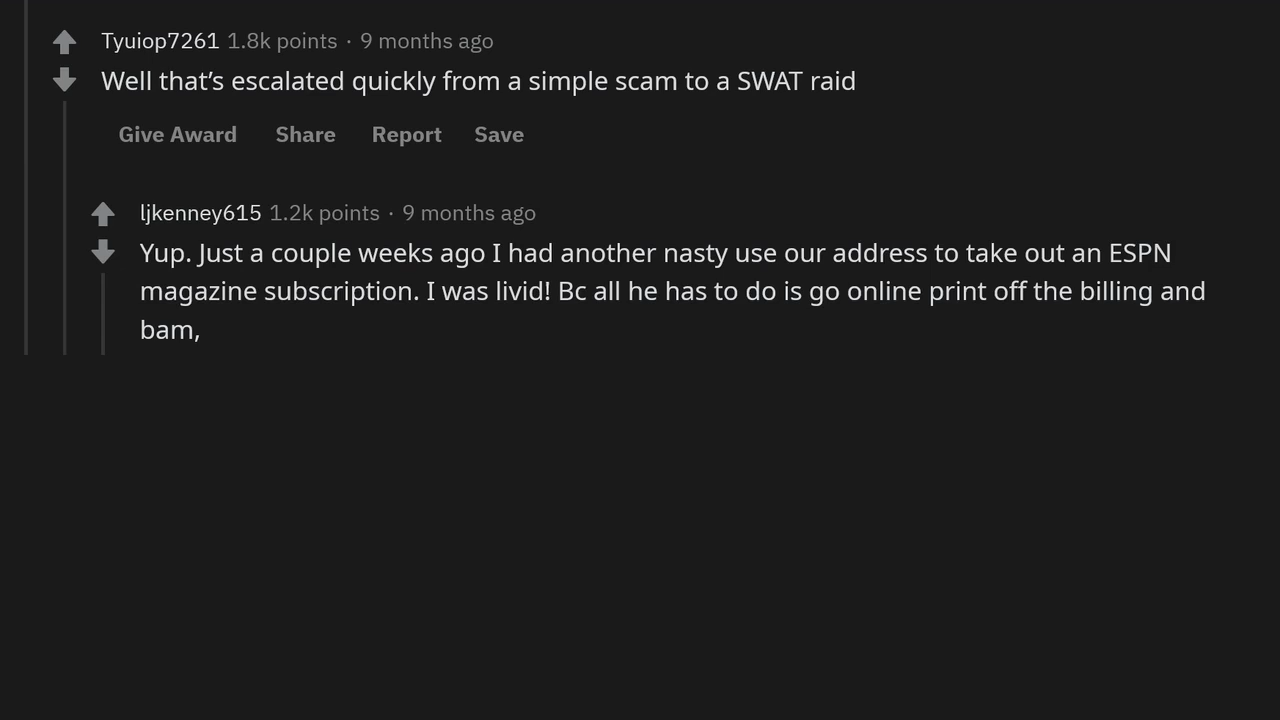 Tyuiop7261 1.8k points · 9 months ago
Well that’s escalated quickly from a simple scam to a SWAT raid
Give Award Share Report Save
ljkenney615 1.2k points · 9 months ago
Yup. Just a couple weeks ago I had another nasty use our address to take out an ESPN
magazine subscription. I was livid! Bc all he has to do is go online print off the billing and
bam,